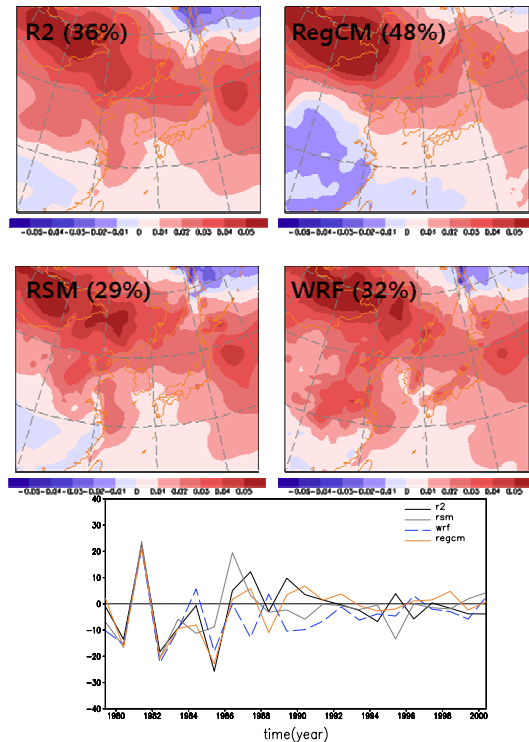 R2 (36%)
RegCM (48%)
-0.05 -0.04 -0.03 -0.02 -0.01 0 0.01 0.02 0.03 0.04 0.05
-0.05 -0.04 -0.03 -0.02 -0.01 0 0.01 0.02 0.03 0.04 0.05
RSM (29%)
WRF (32%)
-0.05 -0.04 -0.03 -0.02 -0.01 0 0.01 0.02 0.03 0.04 0.05
-0.05 -0.04 -0.03 -0.02 -0.01 0 0.01 0.02 0.03 0.04 0.05
40
30
20
10
0
-10
-20
-30
-40
r2
rsm
wrf
regcm
1980 1982 1984 1986 1988 1990 1992 1994 1996 1998 2000
time(year)